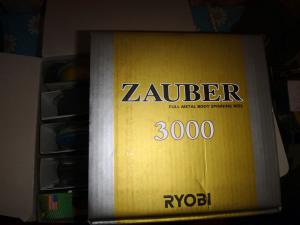 ZAUBER
FULL METAL BODY SPINNING REEL
3000
RYOBI